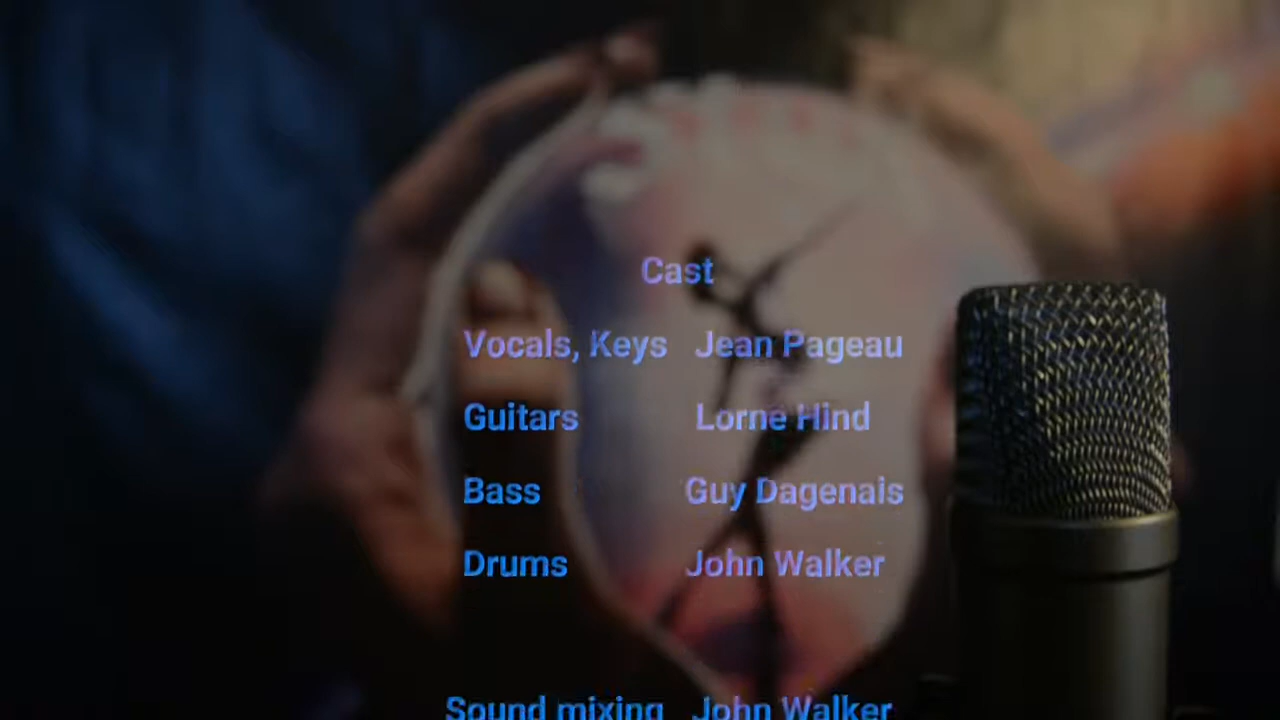 Cast
Vocals, Keys Jean Pageau
Guitars Lorne Hind
Bass Guy Dagenais
Drums John Walker
Sound mixing John Walker